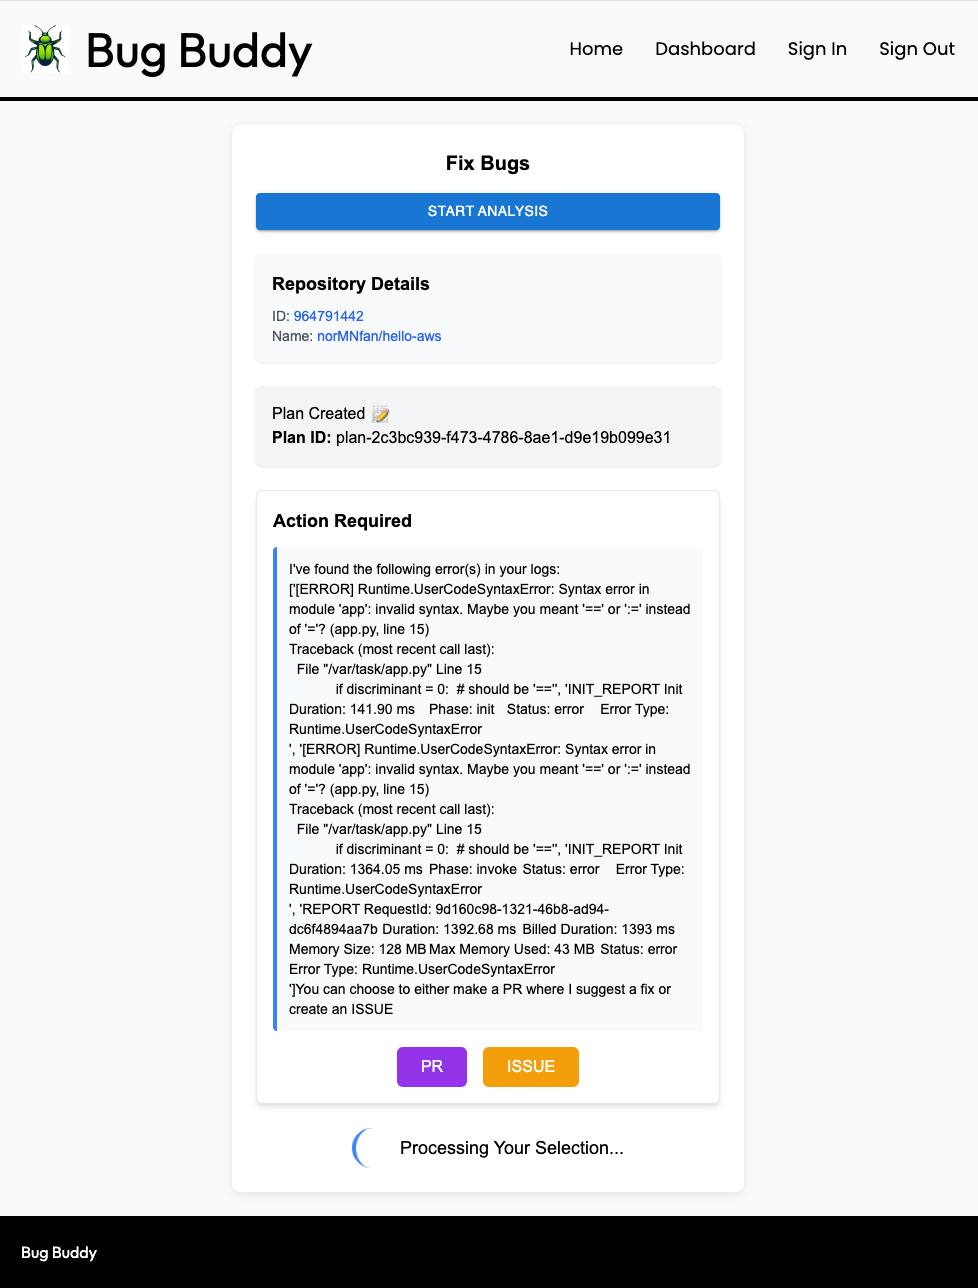 Bug Buddy
Home Dashboard Sign In Sign Out
Fix Bugs
START ANALYSIS
Repository Details
ID: 964791442
Name: norMNfan/hello-aws
Plan Created 📝
Plan ID: plan-2c3bc939-f473-4786-8ae1-d9e19b099e31
Action Required
I've found the following error(s) in your logs:
['[ERROR] Runtime.UserCodeSyntaxError: Syntax error in
module 'app': invalid syntax. Maybe you meant '==' or ':=' instead
of '='? (app.py, line 15)
Traceback (most recent call last):
File "/var/task/app.py" Line 15
if discriminant = 0:  # should be '=='', 'INIT_REPORT Init
Duration: 141.90 ms Phase: init Status: error Error Type:
Runtime.UserCodeSyntaxError
', '[ERROR] Runtime.UserCodeSyntaxError: Syntax error in
module 'app': invalid syntax. Maybe you meant '==' or ':=' instead
of '='? (app.py, line 15)
Traceback (most recent call last):
File "/var/task/app.py" Line 15
if discriminant = 0:  # should be '=='', 'INIT_REPORT Init
Duration: 1364.05 ms Phase: invoke Status: error Error Type:
Runtime.UserCodeSyntaxError
', 'REPORT RequestId: 9d160c98-1321-46b8-ad94-
dc6f4894aa7b Duration: 1392.68 ms Billed Duration: 1393 ms
Memory Size: 128 MB Max Memory Used: 43 MB Status: error
Error Type: Runtime.UserCodeSyntaxError
']You can choose to either make a PR where I suggest a fix or
create an ISSUE
PR ISSUE
Processing Your Selection...
Bug Buddy